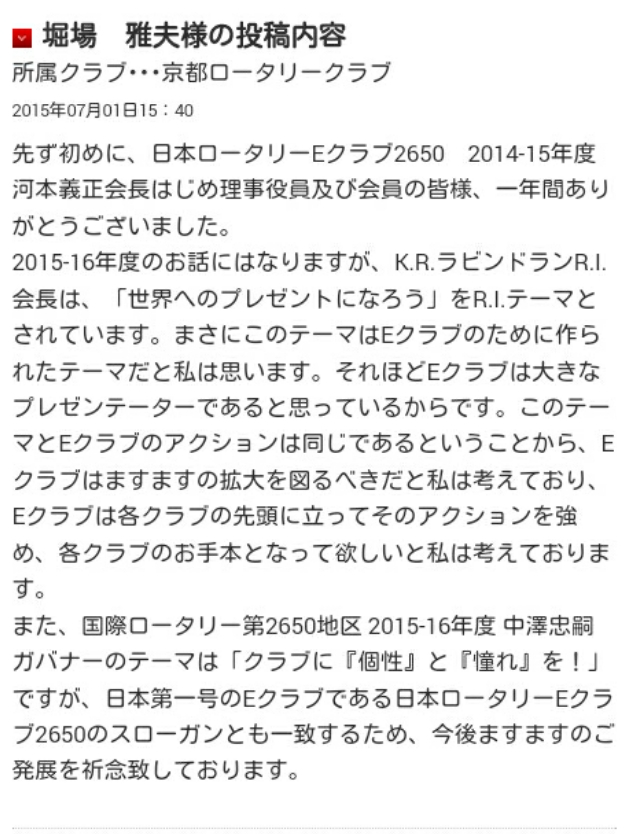 堀場　雅夫様の投稿内容
所属クラブ･･･京都ロータリークラブ
2015年07月01日15：40
先ず初めに、日本ロータリーEクラブ2650　2014-15年度
河本義正会長はじめ理事役員及び会員の皆様、一年間あり
がとうございました。
2015-16年度のお話にはなりますが、K.R.ラビンドランR.I.
会長は、「世界へのプレゼントになろう」をR.I.テーマと
されています。まさにこのテーマはEクラブのために作ら
れたテーマだと私は思います。それほどEクラブは大きな
プレゼンテーターであると思っているからです。このテー
マとEクラブのアクションは同じであるということから、E
クラブはますますの拡大を図るべきだと私は考えており、
Eクラブは各クラブの先頭に立ってそのアクションを強
め、各クラブのお手本となって欲しいと私は考えておりま
す。
また、国際ロータリー第2650地区 2015-16年度 中澤忠嗣
ガバナーのテーマは「クラブに『個性』と『憧れ』を！」
ですが、日本第一号のEクラブである日本ロータリーEクラ
ブ2650のスローガンとも一致するため、今後ますますのご
発展を祈念致しております。